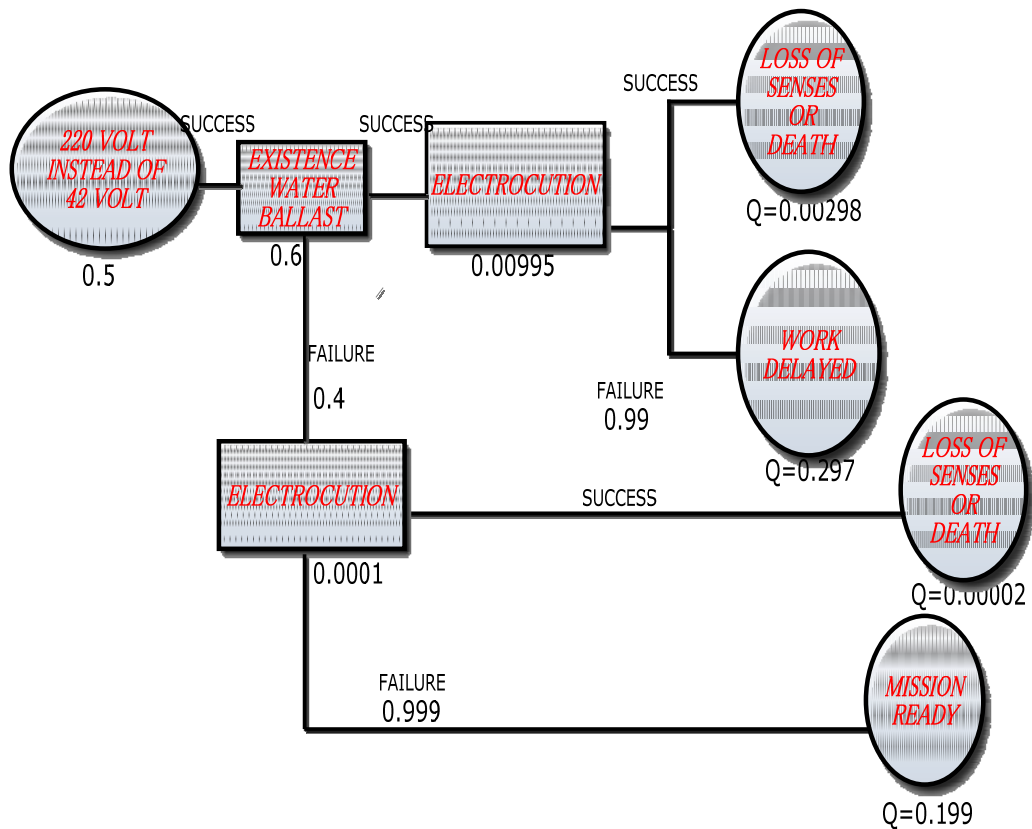 220 VOLT
INSTEAD OF
42 VOLT
0.5
SUCCESS
EXISTENCE
WATER
BALLAST
0.6
SUCCESS
ELECTROCUTION
0.00995
SUCCESS
LOSS OF
SENSES
OR
DEATH
Q=0.00298
FAILURE
0.99
WORK
DELAYED
Q=0.297
FAILURE
0.4
ELECTROCUTION
0.0001
SUCCESS
LOSS OF
SENSES
OR
DEATH
Q=0.00002
FAILURE
0.999
MISSION
READY
Q=0.199